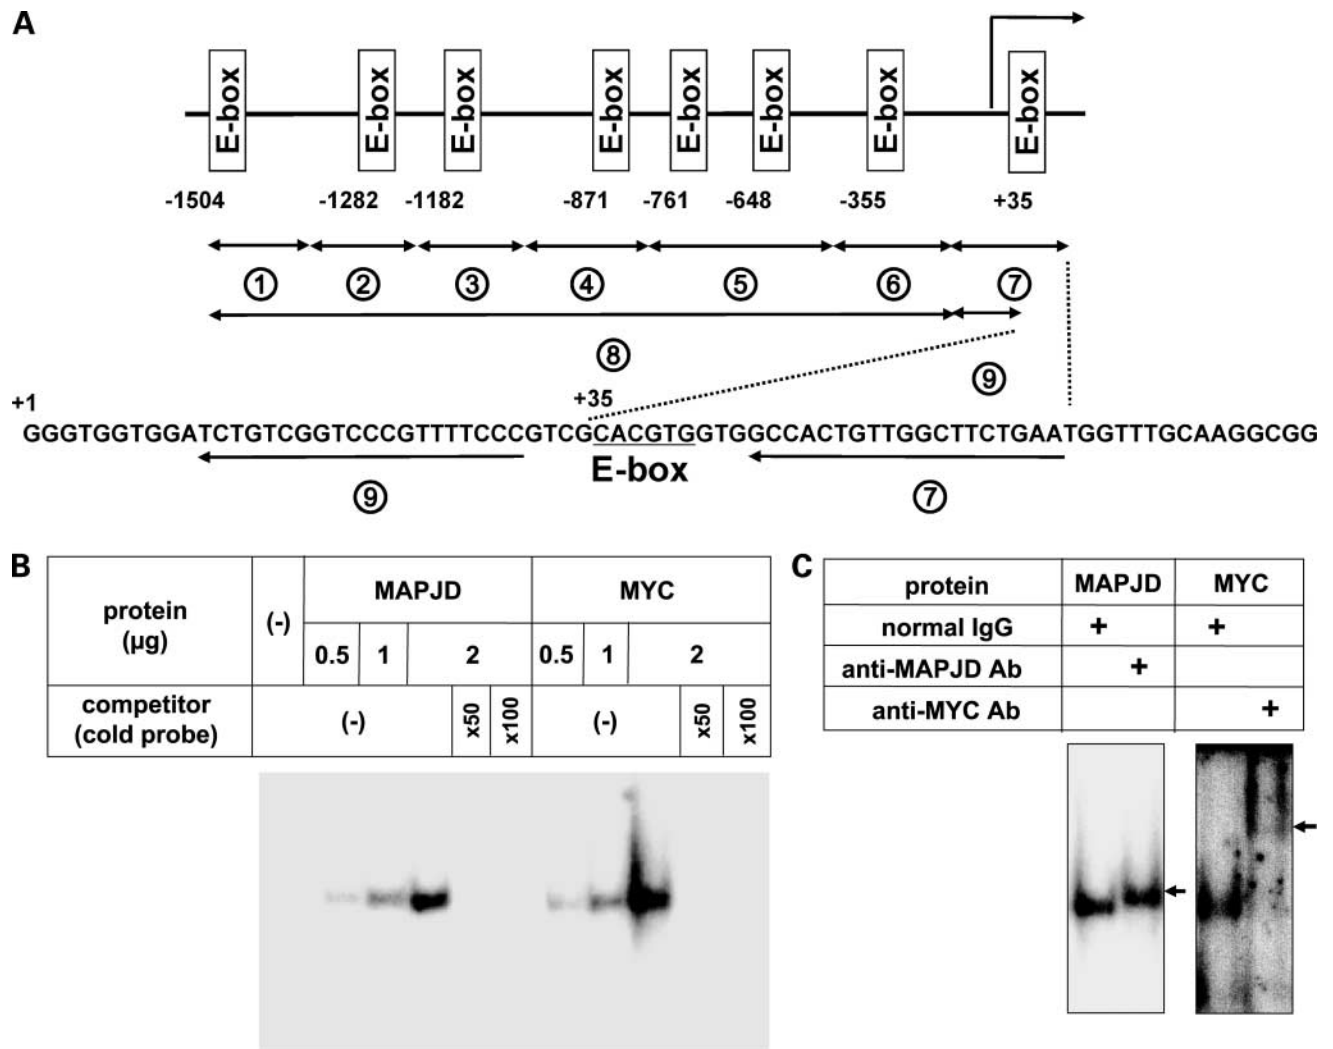 A
E-box E-box E-box E-box E-box E-box E-box E-box
-1504 -1282 -1182 -871 -761 -648 -355 +35
① ② ③ ④ ⑤ ⑥ ⑦
⑧
⑨
+1 +35
GGGTGGTGGATCTGTCGGTCCCGTTTTCCCGTCGCACGTGGTGGCCACTGTTGGCTTCTGAATGGTTTGCAAGGCGG
E-box
⑨ ⑦
B
protein
(µg)
(-)
MAPJD MYC
0.5 1 2 0.5 1 2
competitor
(cold probe)
(-) x50 x100 (-) x50 x100
C
protein MAPJD MYC
normal IgG + +
anti-MAPJD Ab +
anti-MYC Ab +